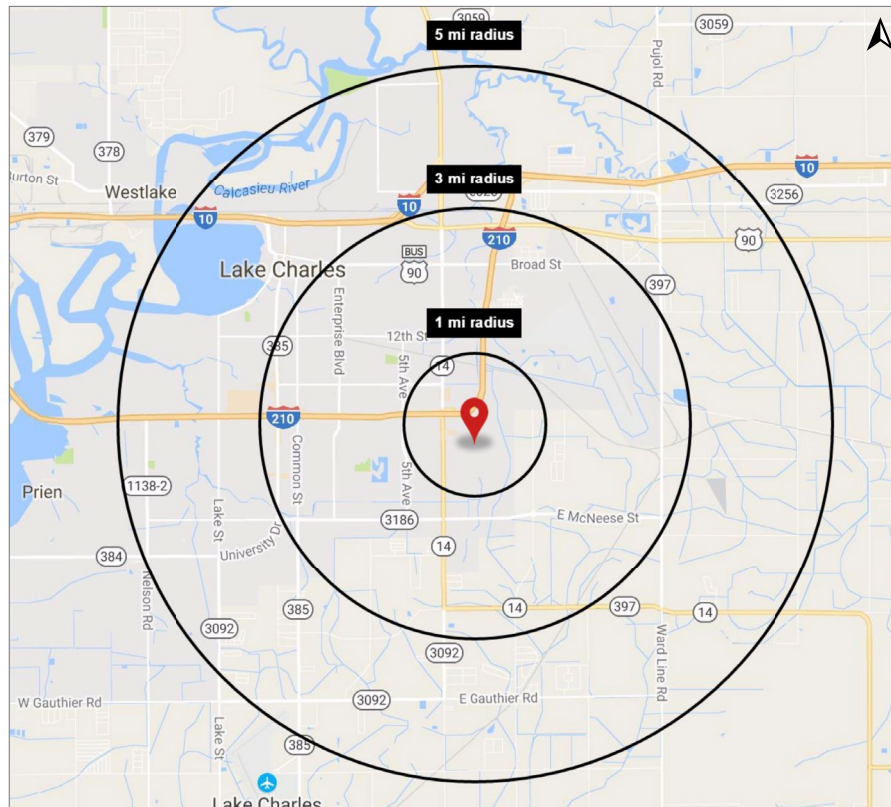 3059
5 mi radius
3059
Pujol Rd
379
378
Burton St
Westlake
Calcasieu River
3 mi radius
10
10
10
3256
210
90
BUS
90
Lake Charles
Broad St
397
Enterprise Blvd
1 mi radius
12th St
385
5th Ave
14
210
Common St
5th Ave
Prien
1138-2
Lake St
3186
E McNeese St
University Dr
14
384
Nelson Rd
385
14
397
14
3092
3092
Ward Line Rd
W Gauthier Rd
3092
E Gauthier Rd
Lake St
385
Lake Charles